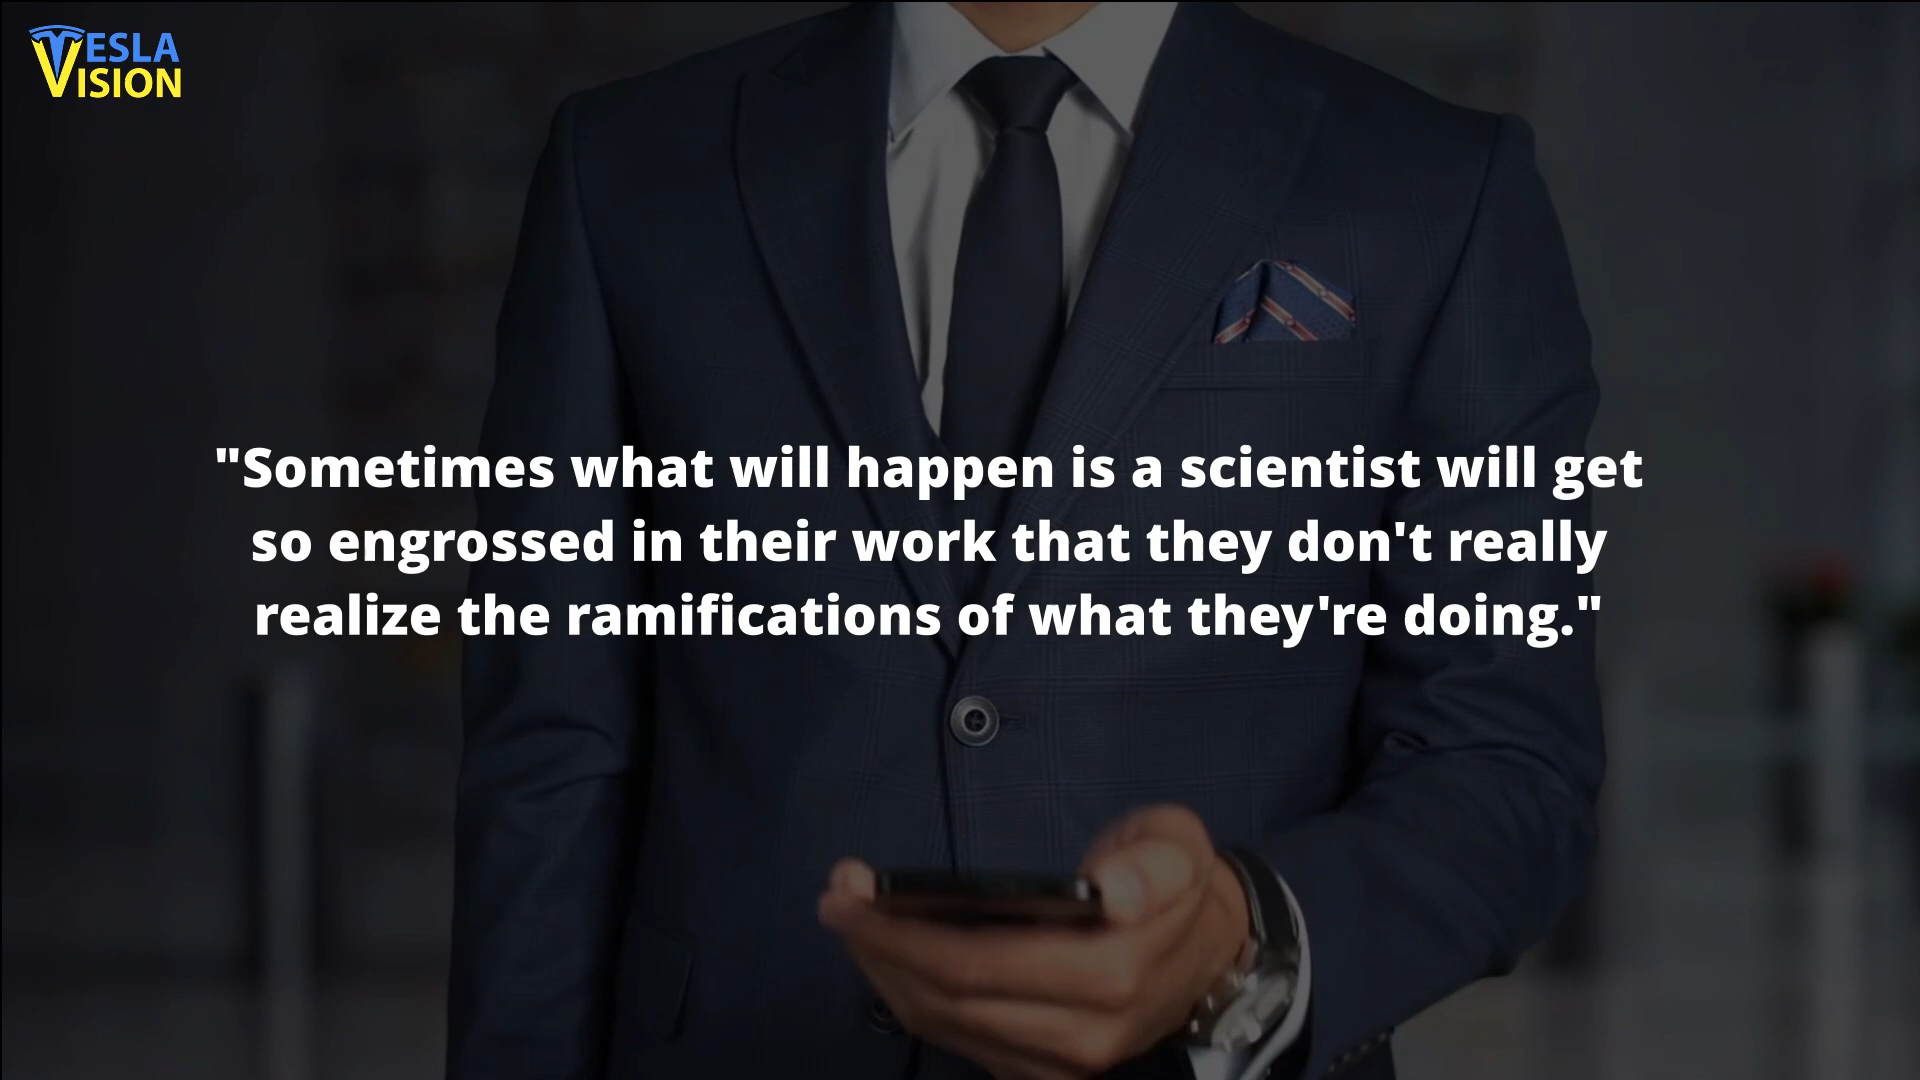 TESLA
VISION
"Sometimes what will happen is a scientist will get
so engrossed in their work that they don't really
realize the ramifications of what they're doing."